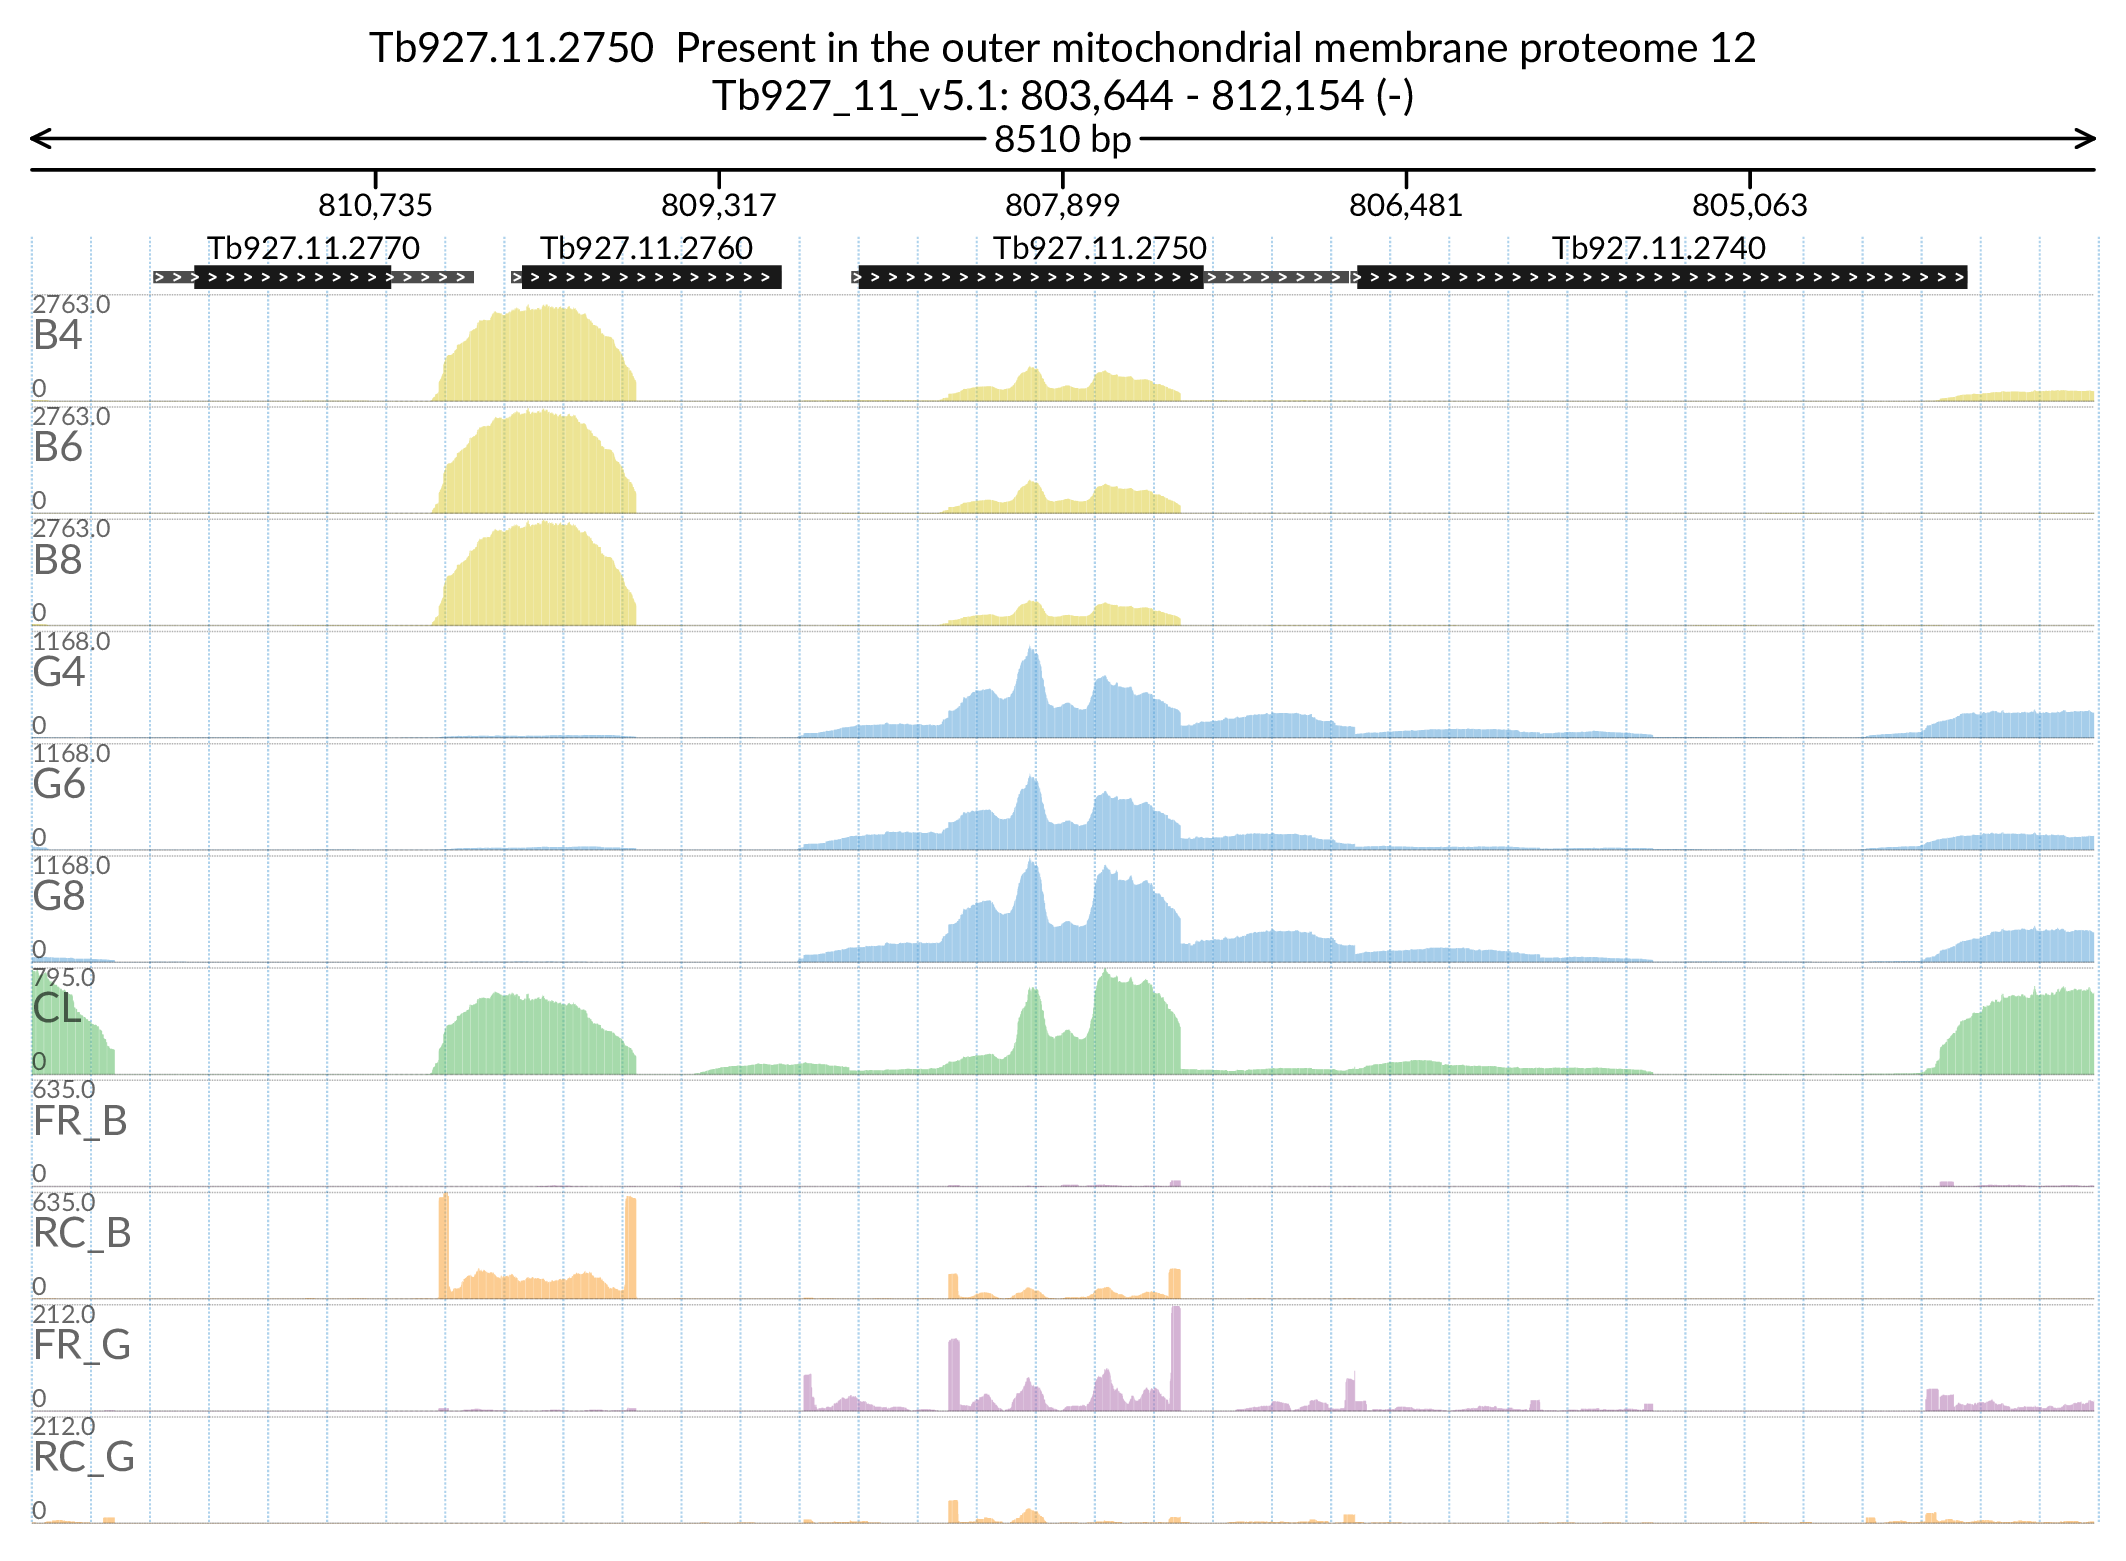 Tb927.11.2750 Present in the outer mitochondrial membrane proteome 12
Tb927_11_v5.1: 803,644 - 812,154 (-)
8510 bp
810,735 809,317 807,899 806,481 805,063
Tb927.11.2770 Tb927.11.2760 Tb927.11.2750 Tb927.11.2740
2763.0
B4
0
2763.0
B6
0
2763.0
B8
0
1168.0
G4
0
1168.0
G6
0
1168.0
G8
0
795.0
CL
0
635.0
FR_B
0
635.0
RC_B
0
212.0
FR_G
0
212.0
RC_G
0